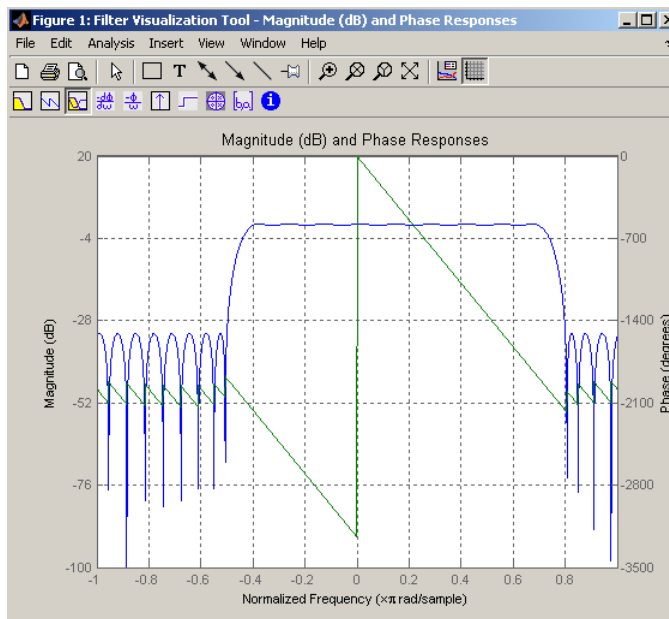 Figure 1: Filter Visualization Tool - Magnitude (dB) and Phase Responses
File Edit Analysis Insert View Window Help
T
Magnitude (dB) and Phase Responses
20
-4
-28
-52
-76
-100
Magnitude (dB)
0
-700
-1400
-2100
-2800
-3500
Phase (degrees)
-1 -0.8 -0.6 -0.4 -0.2 0 0.2 0.4 0.6 0.8
Normalized Frequency (×π rad/sample)